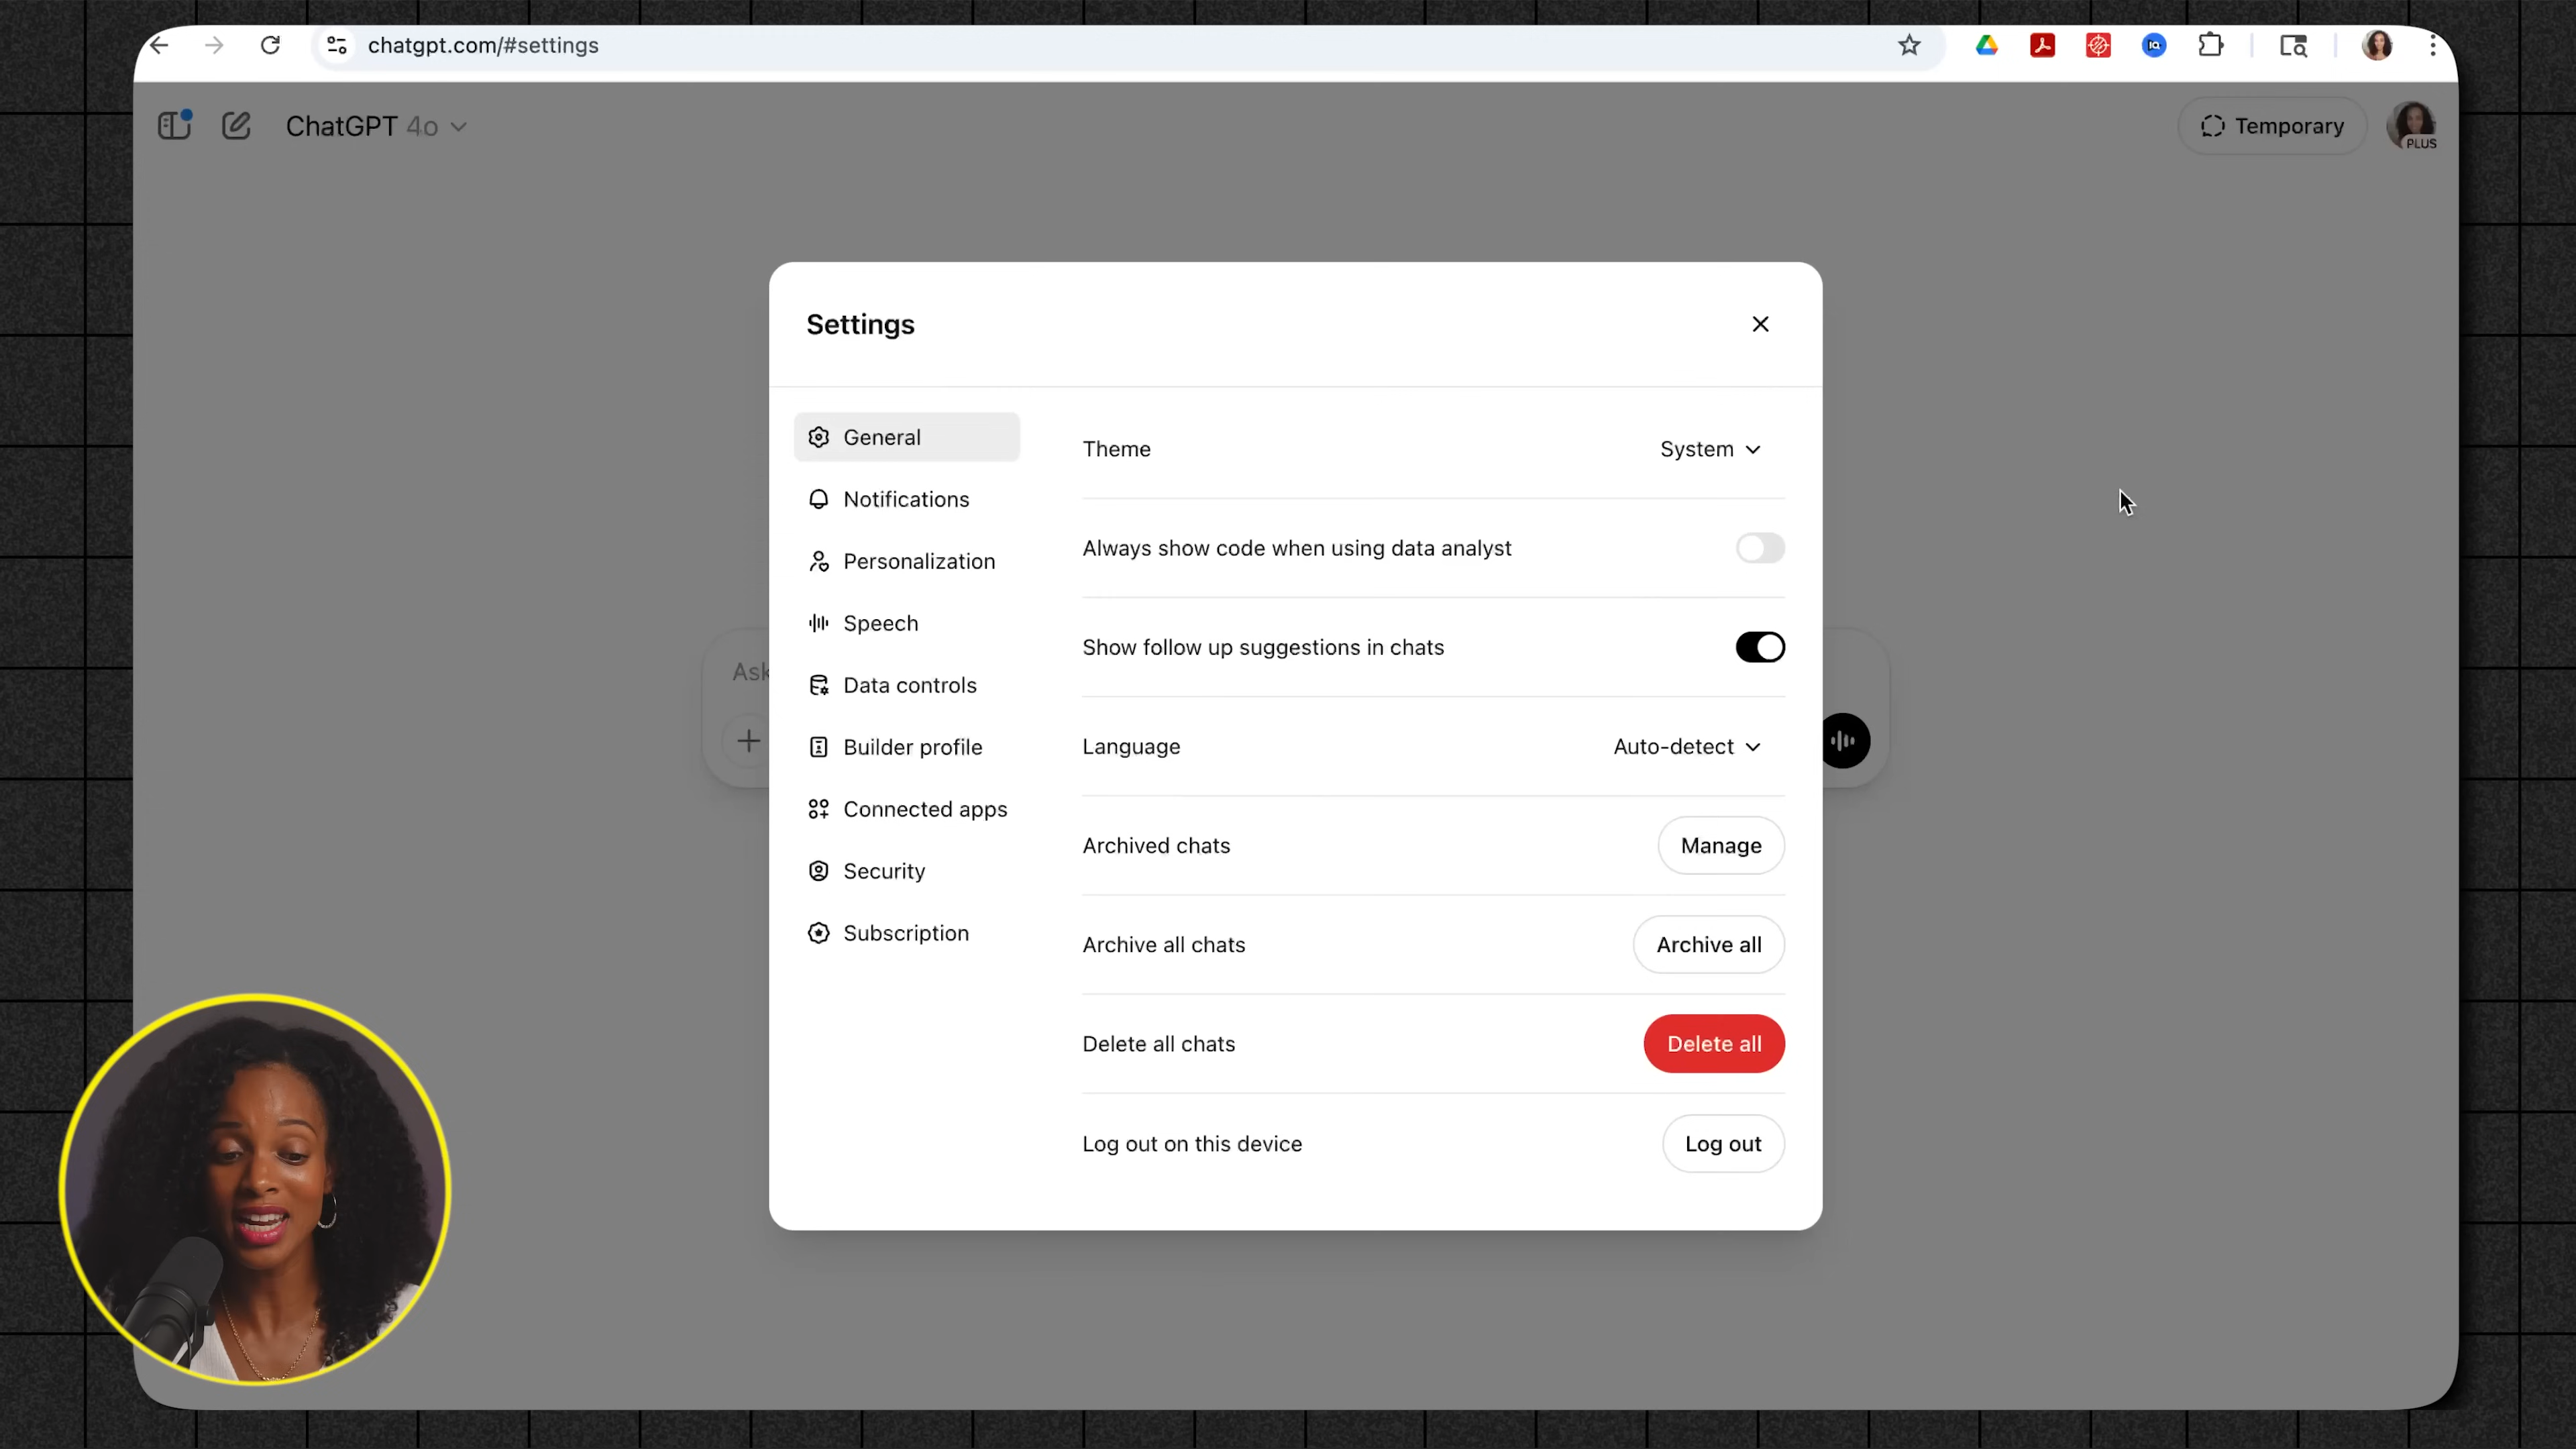 chatgpt.com/#settings
ChatGPT 4o
Temporary
PLUS
Settings
General
Notifications
Personalization
Speech
Data controls
Builder profile
Connected apps
Security
Subscription
Theme
System
Always show code when using data analyst
Show follow up suggestions in chats
Language
Auto-detect
Archived chats
Manage
Archive all chats
Archive all
Delete all chats
Delete all
Log out on this device
Log out
Ask
IQ